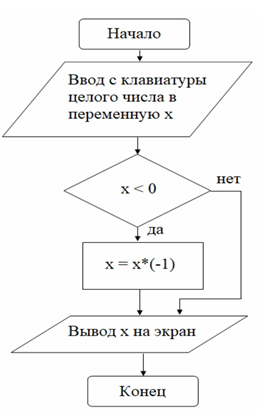 Начало
Ввод с клавиатуры
целого числа в
переменную x
x < 0
нет
да
x = x*(-1)
Вывод x на экран
Конец